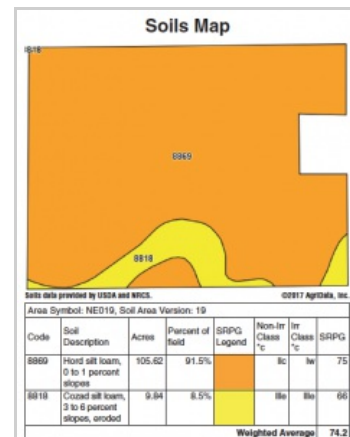 Soils Map
8818
8869
8818
Soils data provided by USDA and NRCS. ©2017 AgriData, Inc.
Area Symbol: NE019, Soil Area Version: 19
Code Soil Description Acres Percent of field SRPG Legend Non-Irr Class *c Irr Class *c SRPG
8869 Hord silt loam, 0 to 1 percent slopes 105.62 91.5% IIc Iw 75
8818 Cozad silt loam, 3 to 6 percent slopes, eroded 9.84 8.5% IIIe IIIe 66
Weighted Average 74.2